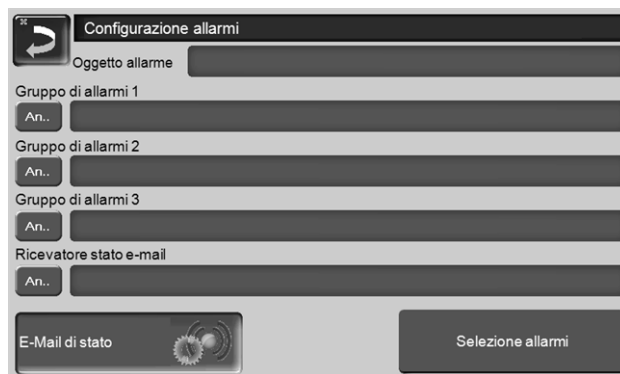 Configurazione allarmi
Oggetto allarme
Gruppo di allarmi 1
An..
Gruppo di allarmi 2
An..
Gruppo di allarmi 3
An..
Ricevatore stato e-mail
An..
E-Mail di stato
Selezione allarmi